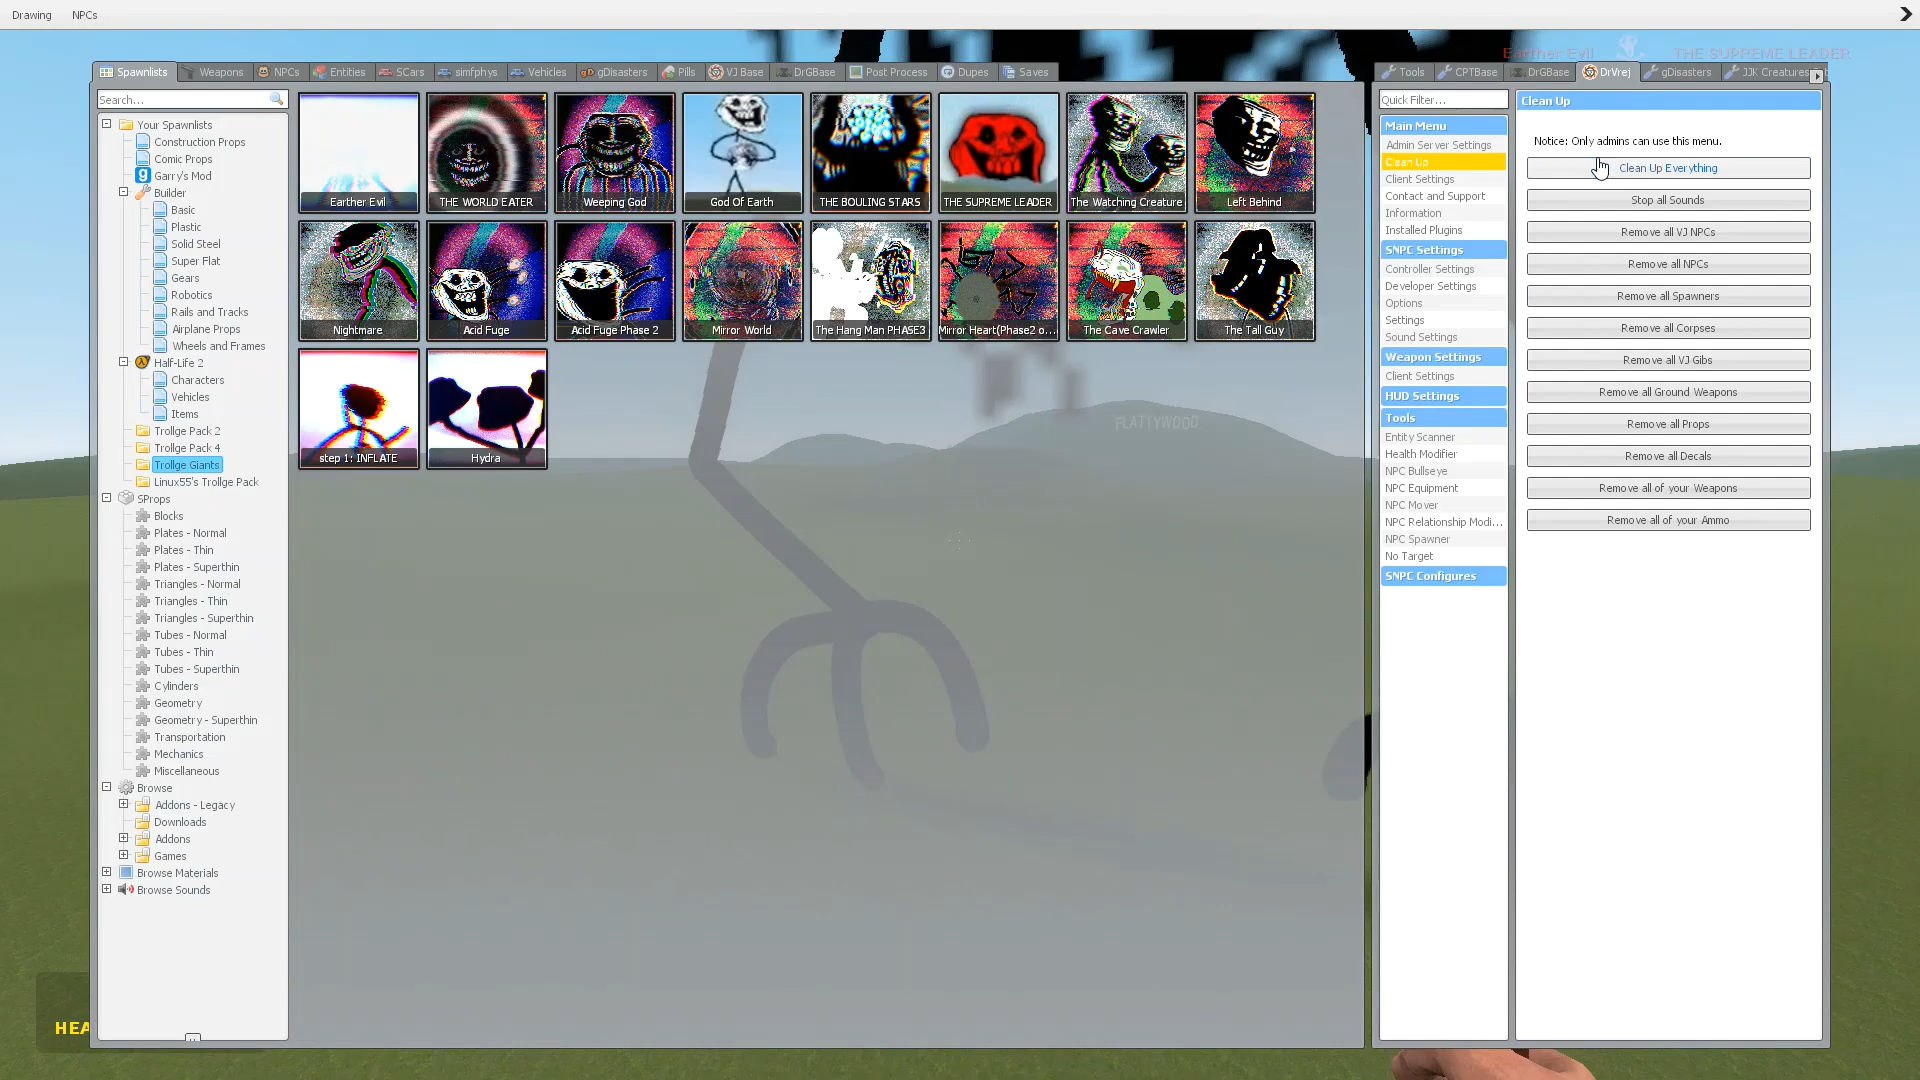 Drawing NPCs
Earther Evil THE SUPREME LEADER
Spawnlists Weapons NPCs Entities SCars simfphys Vehicles gDisasters Pills VJ Base DrGBase Post Process Dupes Saves
Search...
Your Spawnlists
Construction Props
Comic Props
Garry's Mod
Builder
Basic
Plastic
Solid Steel
Super Flat
Gears
Robotics
Rails and Tracks
Airplane Props
Wheels and Frames
Half-Life 2
Characters
Vehicles
Items
Trollge Pack 2
Trollge Pack 4
Trollge Giants
Linux55's Trollge Pack
SProps
Blocks
Plates - Normal
Plates - Thin
Plates - Superthin
Triangles - Normal
Triangles - Thin
Triangles - Superthin
Tubes - Normal
Tubes - Thin
Tubes - Superthin
Cylinders
Geometry
Geometry - Superthin
Transportation
Mechanics
Miscellaneous
Browse
Addons - Legacy
Downloads
Addons
Games
Browse Materials
Browse Sounds
Earther Evil
THE WORLD EATER
Weeping God
God Of Earth
THE BOULING STARS
THE SUPREME LEADER
The Watching Creature
Left Behind
Nightmare
Acid Fuge
Acid Fuge Phase 2
Mirror World
The Hang Man PHASE3
Mirror Heart(Phase2 o...
The Cave Crawler
The Tall Guy
step 1: INFLATE
Hydra
FLATTYWOOD
Tools CPTBase DrGBase DrVrej gDisasters JJK Creatures
Quick Filter...
Main Menu
Admin Server Settings
Clean Up
Client Settings
Contact and Support
Information
Installed Plugins
SNPC Settings
Controller Settings
Developer Settings
Options
Settings
Sound Settings
Weapon Settings
Client Settings
HUD Settings
Tools
Entity Scanner
Health Modifier
NPC Bullseye
NPC Equipment
NPC Mover
NPC Relationship Modi...
NPC Spawner
No Target
SNPC Configures
Clean Up
Notice: Only admins can use this menu.
Clean Up Everything
Stop all Sounds
Remove all VJ NPCs
Remove all NPCs
Remove all Spawners
Remove all Corpses
Remove all VJ Gibs
Remove all Ground Weapons
Remove all Props
Remove all Decals
Remove all of your Weapons
Remove all of your Ammo
HEA